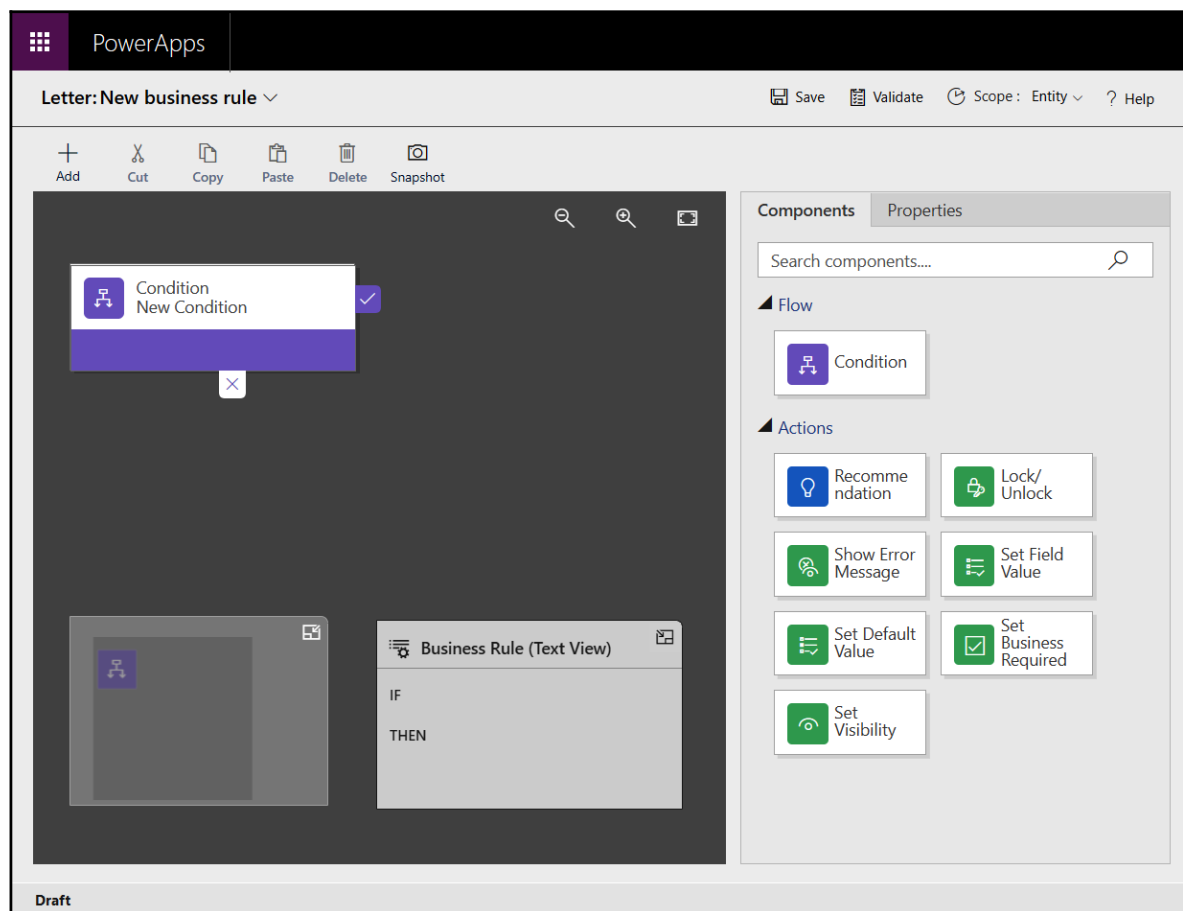 PowerApps
Letter: New business rule
Save Validate Scope : Entity ? Help
Add Cut Copy Paste Delete Snapshot
Components Properties
Search components....
Flow
Condition
New Condition
Condition
Actions
Recomme
ndation
Lock/
Unlock
Show Error
Message
Set Field
Value
Set Default
Value
Set
Business
Required
Set
Visibility
Business Rule (Text View)
IF
THEN
Draft